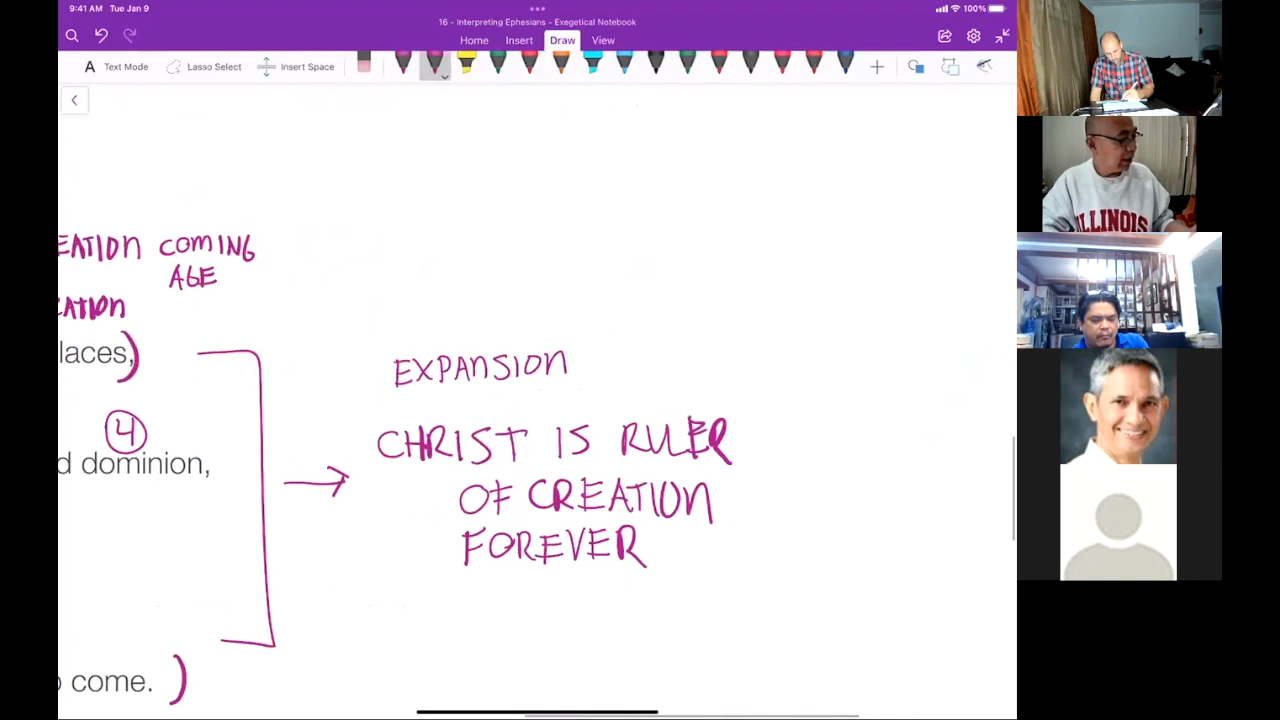 9:41 AM Tue Jan 9
100%
16 - Interpreting Ephesians - Exegetical Notebook
Home Insert Draw View
A Text Mode Lasso Select Insert Space
EATION COMING
AGE
EATION
laces,)
EXPANSION
4
d dominion,
CHRIST IS RULER
OF CREATION
FOREVER
o come. )
ILLINOIS